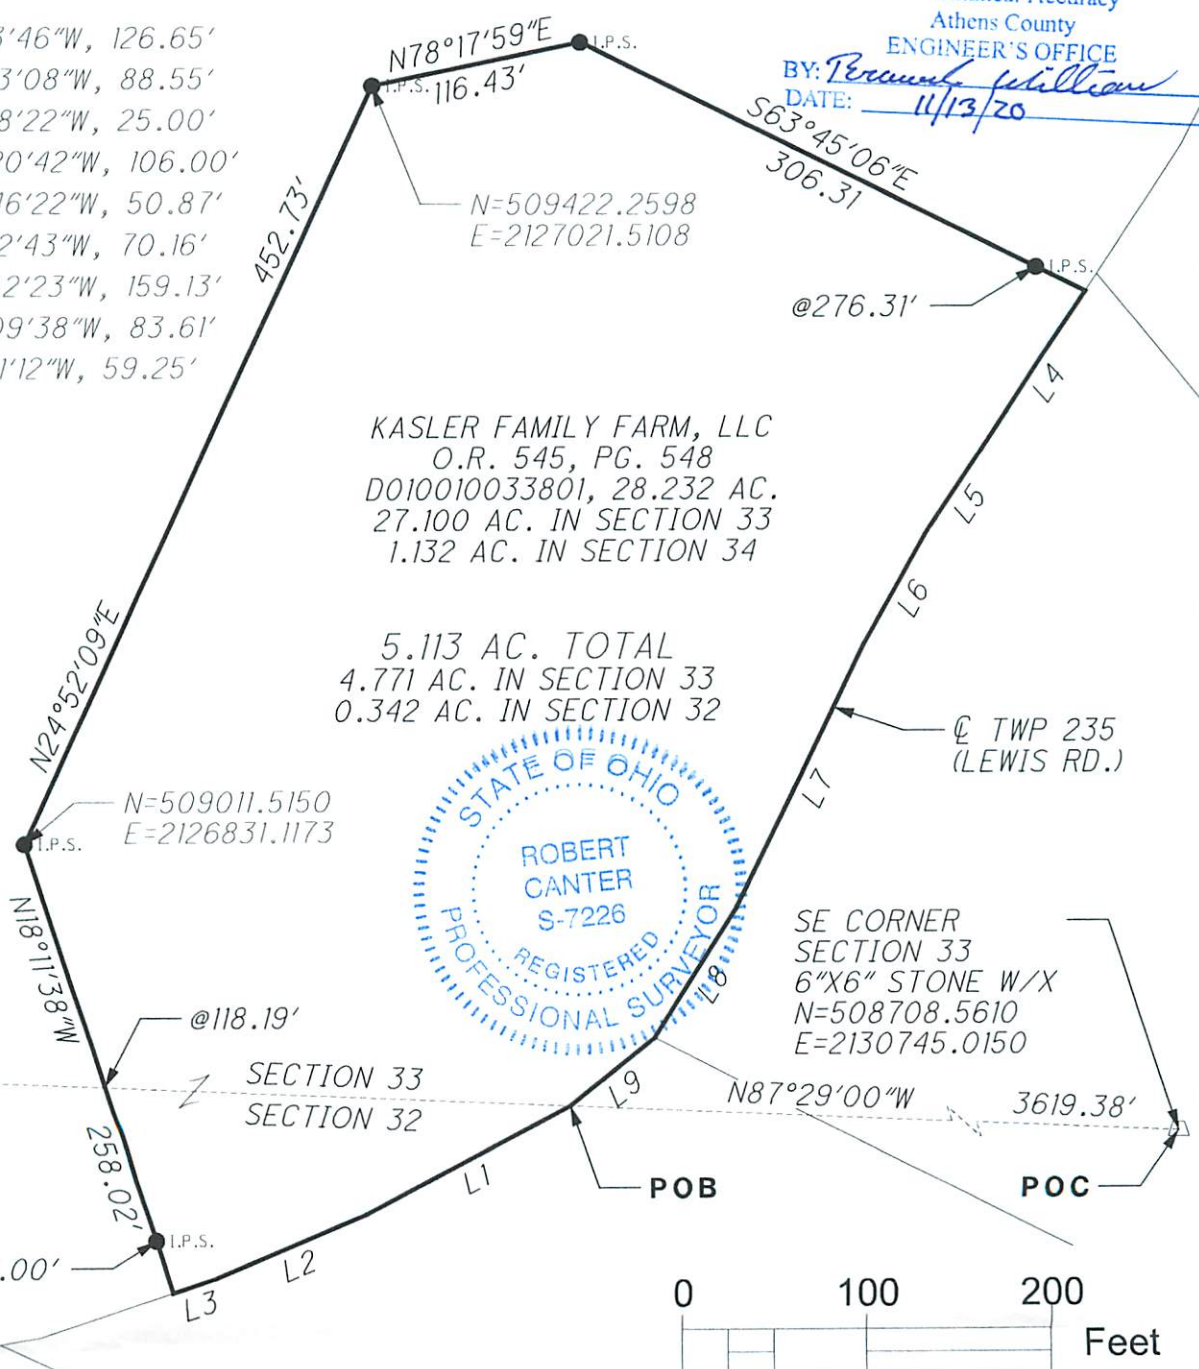 '46"W, 126.65'
3'08"W, 88.55'
8'22"W, 25.00'
20'42"W, 106.00'
16'22"W, 50.87'
2'43"W, 70.16'
2'23"W, 159.13'
09'38"W, 83.61'
1'12"W, 59.25'
Athens County
ENGINEER'S OFFICE
BY:
DATE: 11/13/20
N78°17'59"E
116.43'
I.P.S.
I.P.S.
S63°45'06"E
306.31
N=509422.2598
E=2127021.5108
452.73'
I.P.S.
@276.31'
L4
KASLER FAMILY FARM, LLC
O.R. 545, PG. 548
D010010033801, 28.232 AC.
27.100 AC. IN SECTION 33
1.132 AC. IN SECTION 34
L5
L6
N24°52'09"E
5.113 AC. TOTAL
4.771 AC. IN SECTION 33
0.342 AC. IN SECTION 32
℄ TWP 235
(LEWIS RD.)
L7
N=509011.5150
E=2126831.1173
I.P.S.
STATE OF OHIO
ROBERT
CANTER
S-7226
REGISTERED
PROFESSIONAL SURVEYOR
L8
N18°11'38"W
SE CORNER
SECTION 33
6"X6" STONE W/X
N=508708.5610
E=2130745.0150
@118.19'
SECTION 33
SECTION 32
L9
N87°29'00"W
3619.38'
258.02'
L1
POB
POC
I.P.S.
.00'
L2
L3
0 100 200
Feet